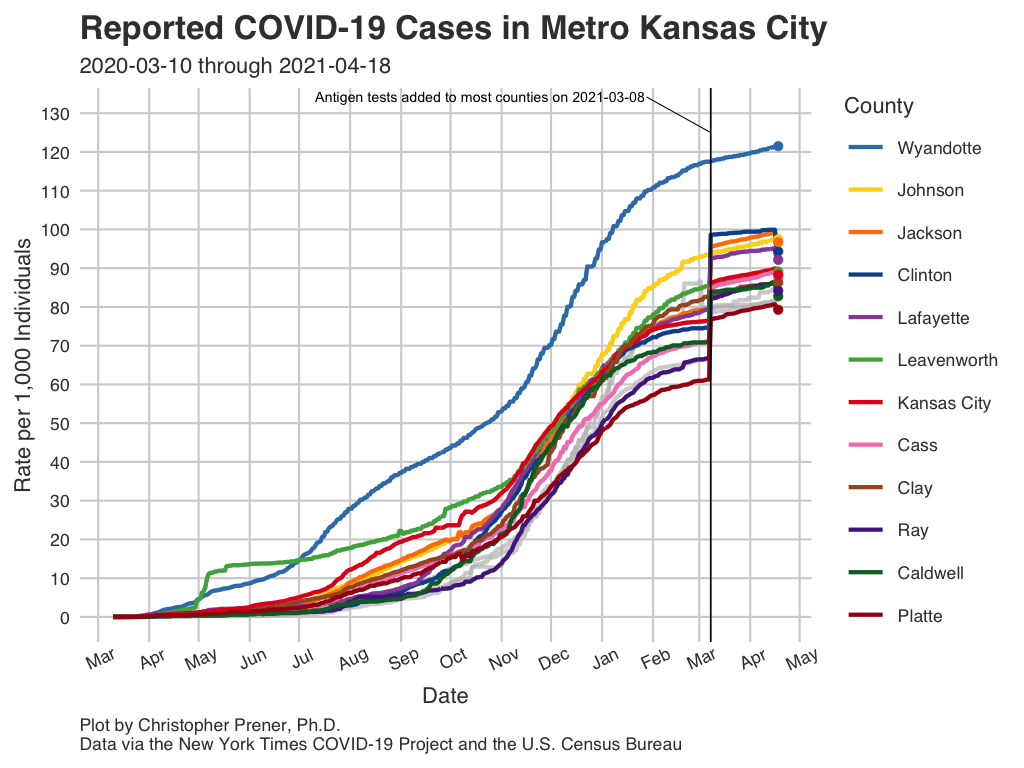 Reported COVID-19 Cases in Metro Kansas City
2020-03-10 through 2021-04-18
Antigen tests added to most counties on 2021-03-08
Rate per 1,000 Individuals
130
120
110
100
90
80
70
60
50
40
30
20
10
0
Mar Apr May Jun Jul Aug Sep Oct Nov Dec Jan Feb Mar Apr May
Date
County
Wyandotte
Johnson
Jackson
Clinton
Lafayette
Leavenworth
Kansas City
Cass
Clay
Ray
Caldwell
Platte
Plot by Christopher Prener, Ph.D.
Data via the New York Times COVID-19 Project and the U.S. Census Bureau